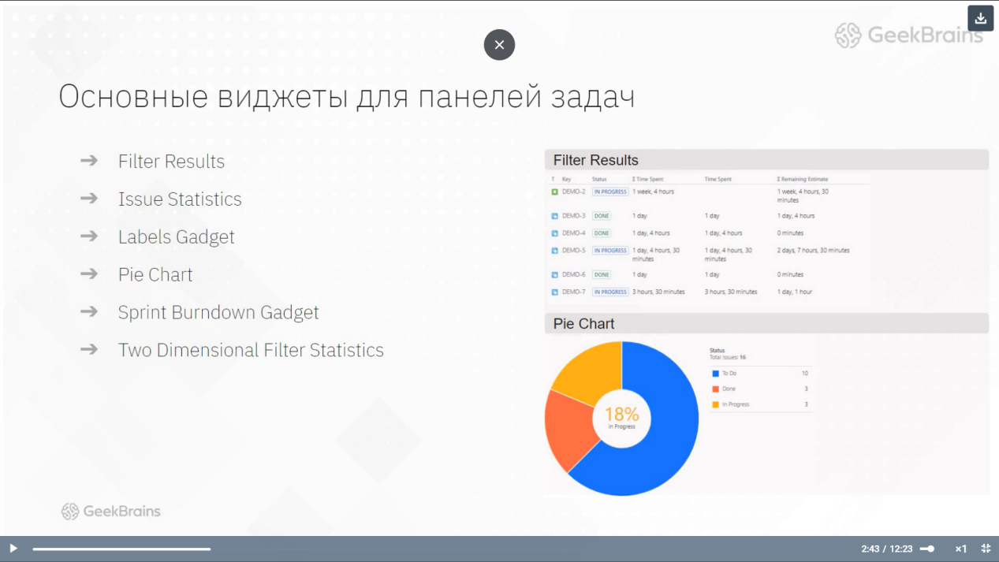 GeekBrains
Основные виджеты для панелей задач
Filter Results
Issue Statistics
Labels Gadget
Pie Chart
Sprint Burndown Gadget
Two Dimensional Filter Statistics
Filter Results
T Key Status Σ Time Spent Time Spent Σ Remaining Estimate
DEMO-2 IN PROGRESS 1 week, 4 hours 1 week, 4 hours, 30
minutes
DEMO-3 DONE 1 day 1 day 1 day, 4 hours
DEMO-4 DONE 1 day, 4 hours 1 day, 4 hours 0 minutes
DEMO-5 IN PROGRESS 1 day, 4 hours, 30 1 day, 4 hours, 30 2 days, 7 hours, 30 minutes
minutes minutes
DEMO-6 DONE 1 day 1 day 0 minutes
DEMO-7 IN PROGRESS 3 hours, 30 minutes 3 hours, 30 minutes 1 day, 1 hour
Pie Chart
18%
In Progress
Status
Total Issues: 16
To Do 10
Done 3
In Progress 3
GeekBrains
2:43 / 12:23 ×1